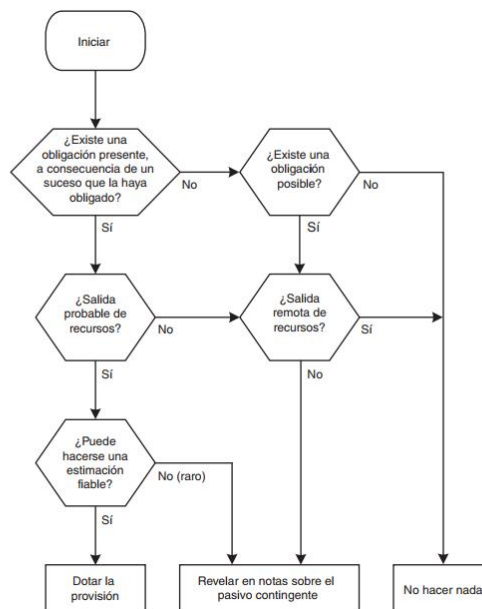 Iniciar
¿Existe una
obligación presente,
a consecuencia de un
suceso que la haya
obligado?
No
¿Existe una
obligación
posible?
No
Sí
Sí
¿Salida
probable de
recursos?
No
¿Salida
remota de
recursos?
Sí
Sí
No
¿Puede
hacerse una
estimación
fiable?
No (raro)
Sí
Dotar la
provisión
Revelar en notas sobre el
pasivo contingente
No hacer nada